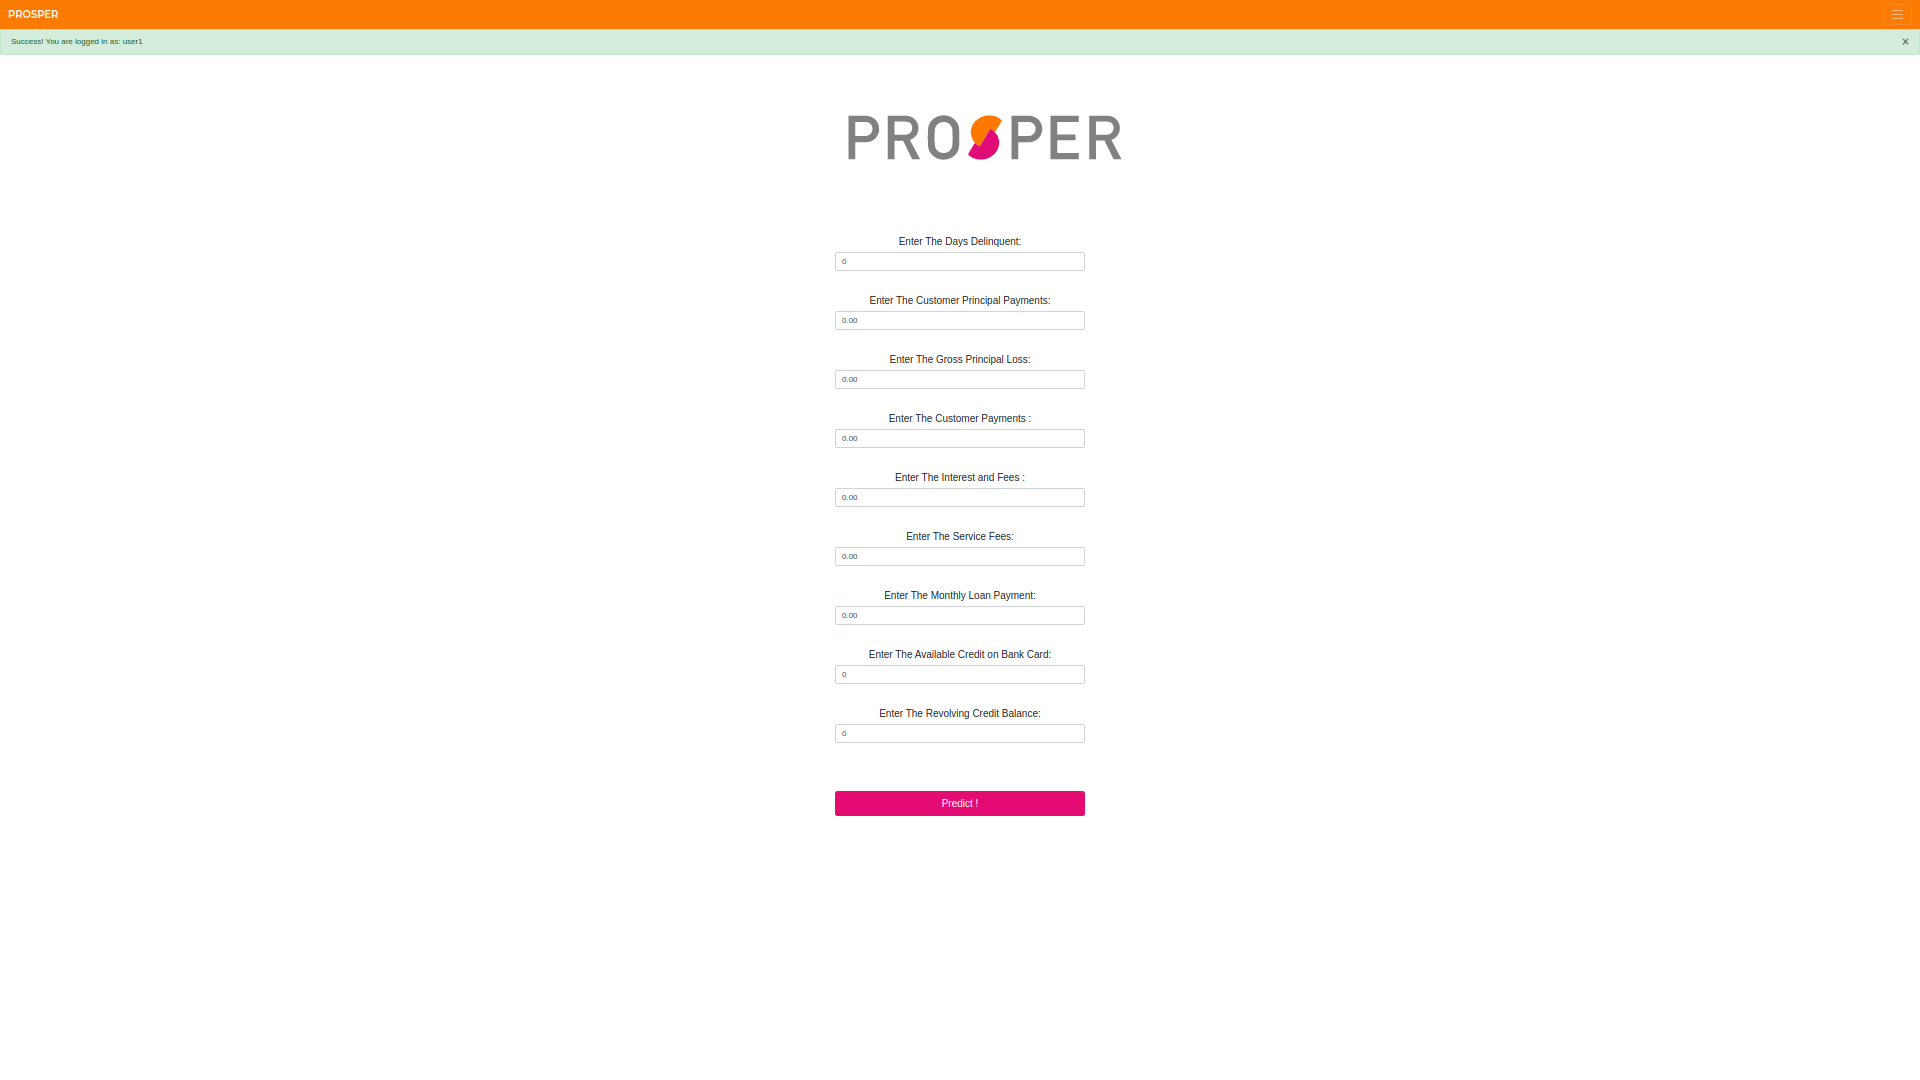 PROSPER
Success! You are logged in as: user1
×
PROSPER
Enter The Days Delinquent:
0
Enter The Customer Principal Payments:
0.00
Enter The Gross Principal Loss:
0.00
Enter The Customer Payments :
0.00
Enter The Interest and Fees :
0.00
Enter The Service Fees:
0.00
Enter The Monthly Loan Payment:
0.00
Enter The Available Credit on Bank Card:
0
Enter The Revolving Credit Balance:
0
Predict !